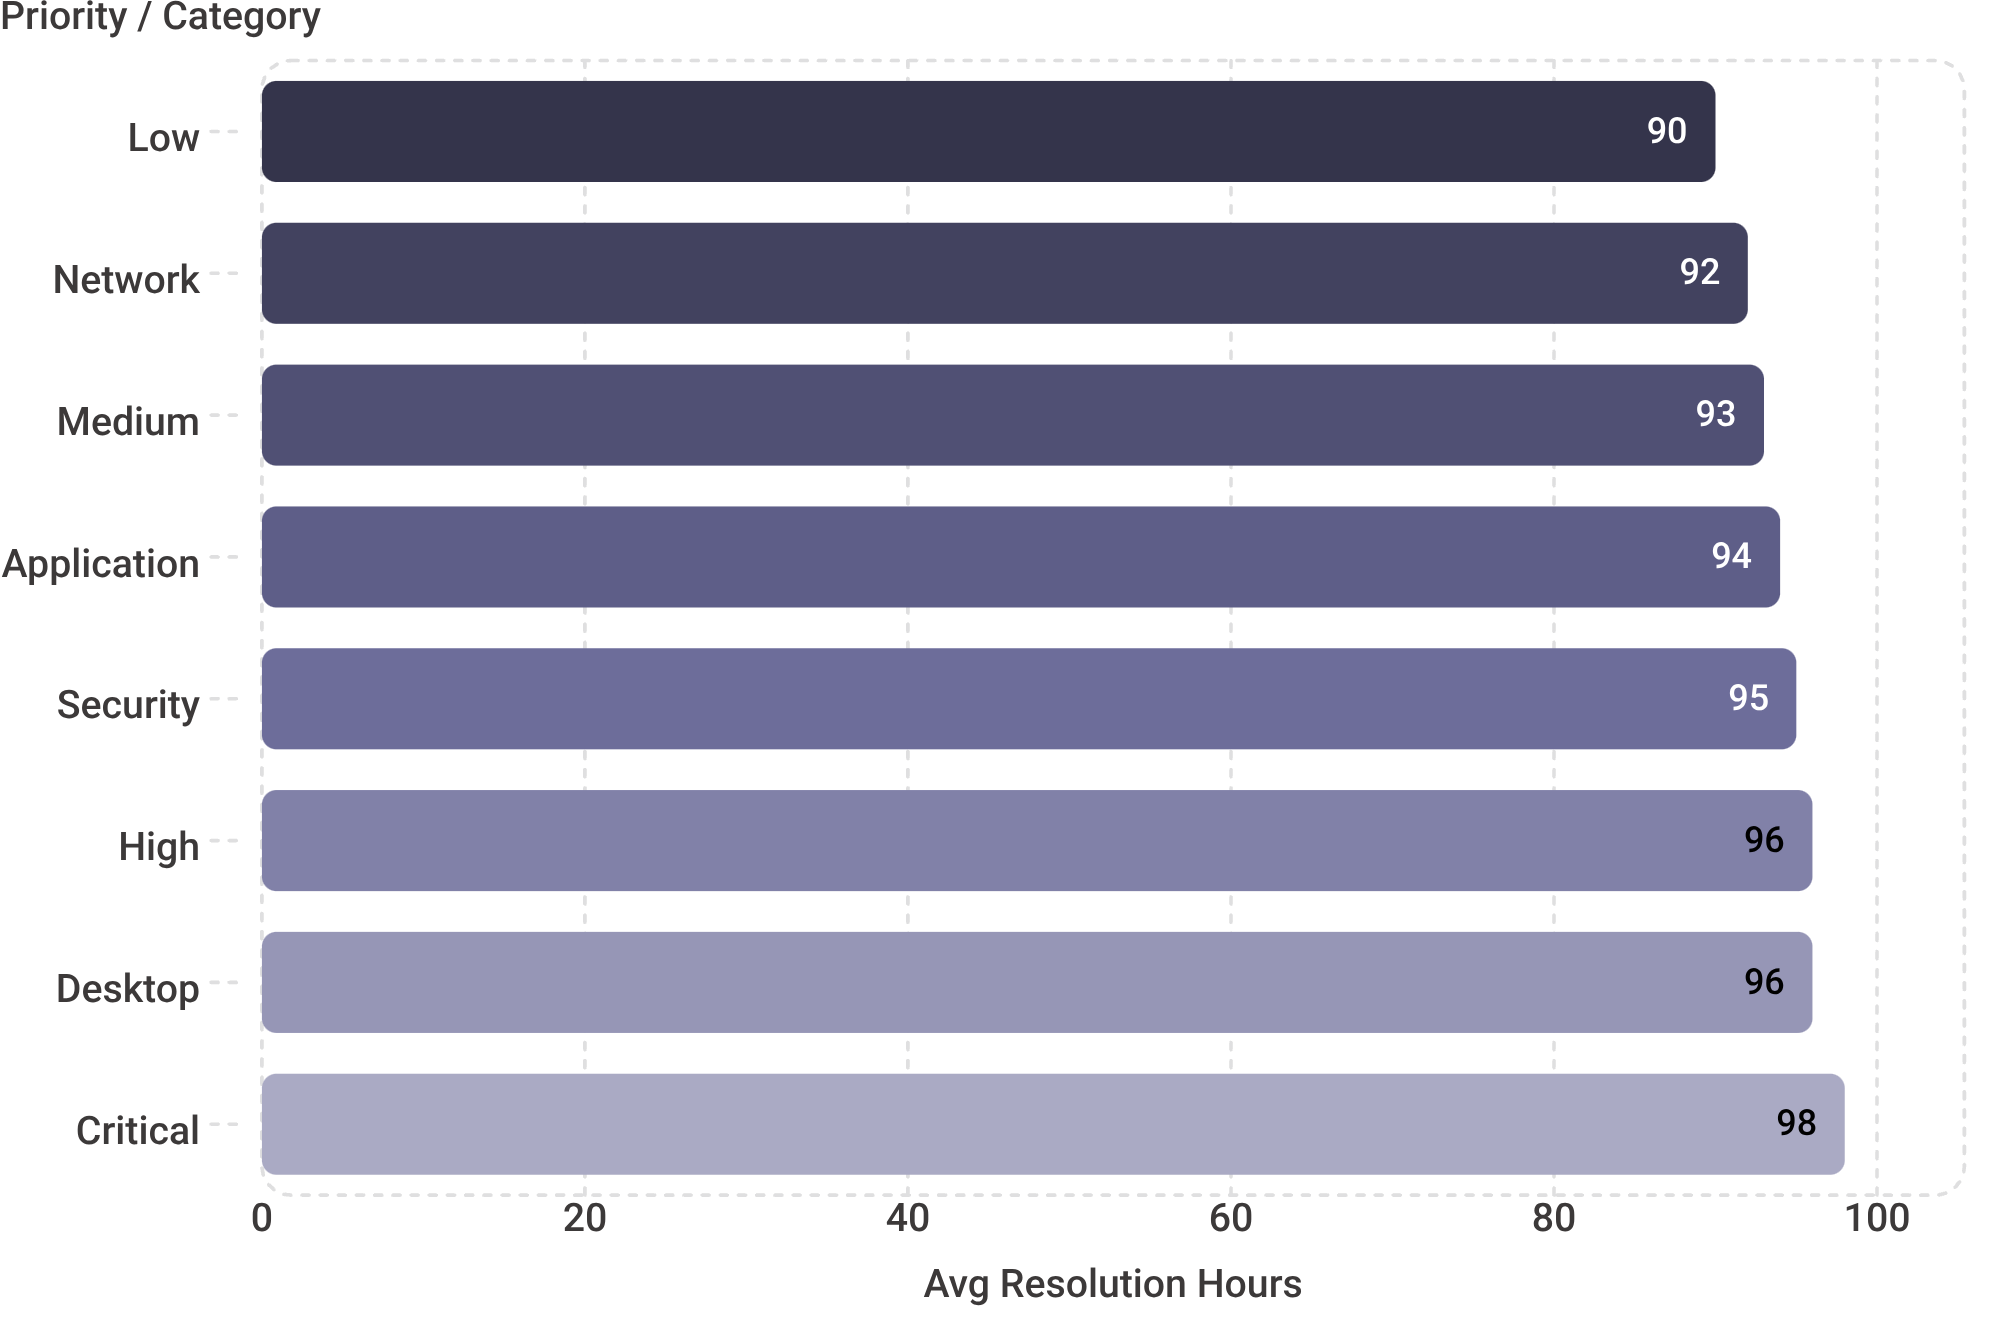 Priority / Category
Low 90
Network 92
Medium 93
Application 94
Security 95
High 96
Desktop 96
Critical 98
0 20 40 60 80 100
Avg Resolution Hours